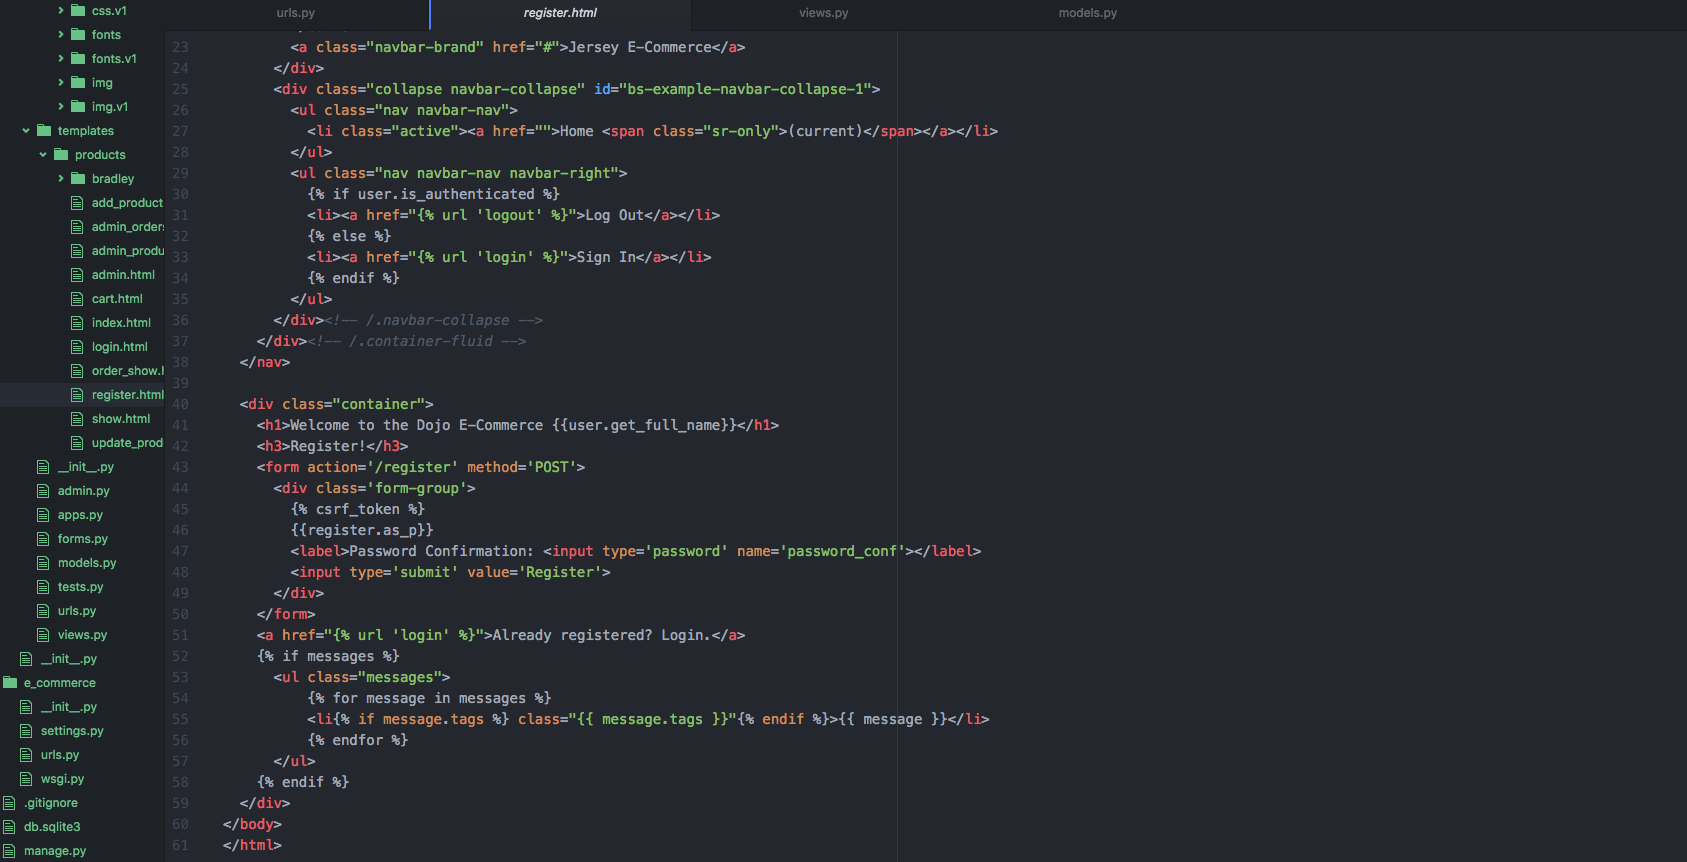 css.v1
fonts
fonts.v1
img
img.v1
templates
products
bradley
add_product
admin_orders
admin_produ
admin.html
cart.html
index.html
login.html
order_show.h
register.html
show.html
update_prod
__init__.py
admin.py
apps.py
forms.py
models.py
tests.py
urls.py
views.py
__init__.py
e_commerce
__init__.py
settings.py
urls.py
wsgi.py
.gitignore
db.sqlite3
manage.py
urls.py
register.html
views.py
models.py
23 <a class="navbar-brand" href="#">Jersey E-Commerce</a>
24 </div>
25 <div class="collapse navbar-collapse" id="bs-example-navbar-collapse-1">
26 <ul class="nav navbar-nav">
27 <li class="active"><a href="">Home <span class="sr-only">(current)</span></a></li>
28 </ul>
29 <ul class="nav navbar-nav navbar-right">
30 {% if user.is_authenticated %}
31 <li><a href="{% url 'logout' %}">Log Out</a></li>
32 {% else %}
33 <li><a href="{% url 'login' %}">Sign In</a></li>
34 {% endif %}
35 </ul>
36 </div><!-- /.navbar-collapse -->
37 </div><!-- /.container-fluid -->
38 </nav>
39
40 <div class="container">
41 <h1>Welcome to the Dojo E-Commerce {{user.get_full_name}}</h1>
42 <h3>Register!</h3>
43 <form action='/register' method='POST'>
44 <div class='form-group'>
45 {% csrf_token %}
46 {{register.as_p}}
47 <label>Password Confirmation: <input type='password' name='password_conf'></label>
48 <input type='submit' value='Register'>
49 </div>
50 </form>
51 <a href="{% url 'login' %}">Already registered? Login.</a>
52 {% if messages %}
53 <ul class="messages">
54 {% for message in messages %}
55 <li{% if message.tags %} class="{{ message.tags }}"{% endif %}>{{ message }}</li>
56 {% endfor %}
57 </ul>
58 {% endif %}
59 </div>
60 </body>
61 </html>